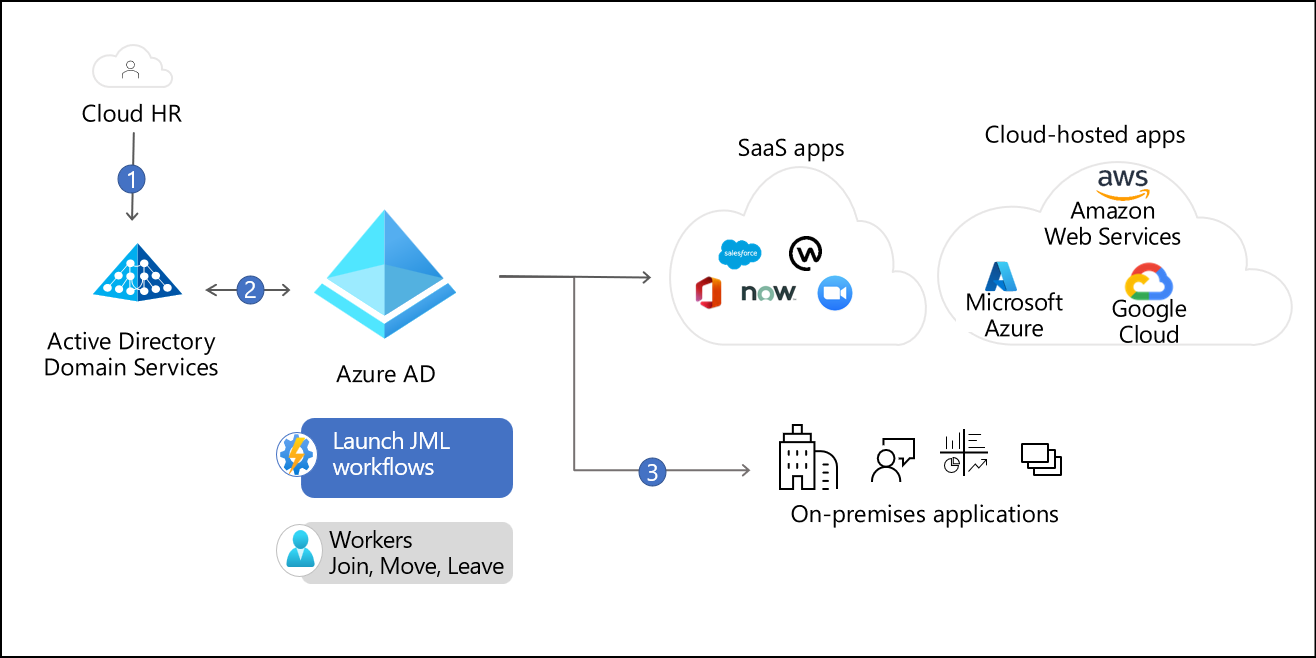 Cloud HR
1
Active Directory
Domain Services
2
Azure AD
Launch JML
workflows
Workers
Join, Move, Leave
SaaS apps
salesforce
W
now
Cloud-hosted apps
aws
Amazon
Web Services
Microsoft
Azure
Google
Cloud
3
On-premises applications